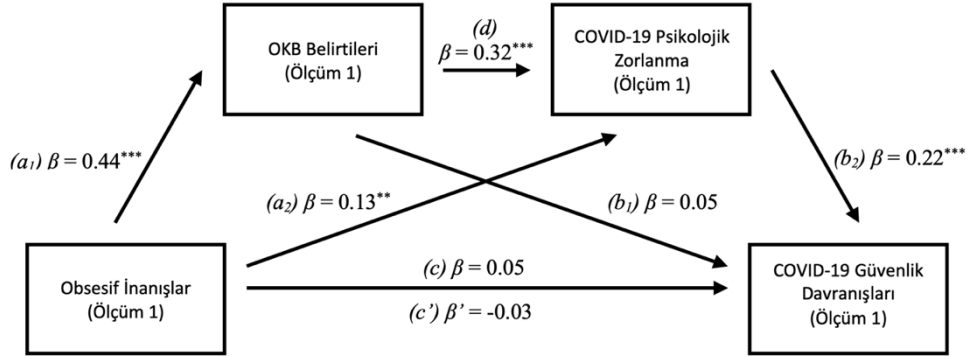 OKB Belirtileri
(Ölçüm 1)
(d)
β = 0.32***
COVID-19 Psikolojik
Zorlanma
(Ölçüm 1)
(a₁) β = 0.44***
(b₂) β = 0.22***
(a₂) β = 0.13**
(b₁) β = 0.05
Obsesif İnanışlar
(Ölçüm 1)
(c) β = 0.05
(c’) β’ = -0.03
COVID-19 Güvenlik
Davranışları
(Ölçüm 1)